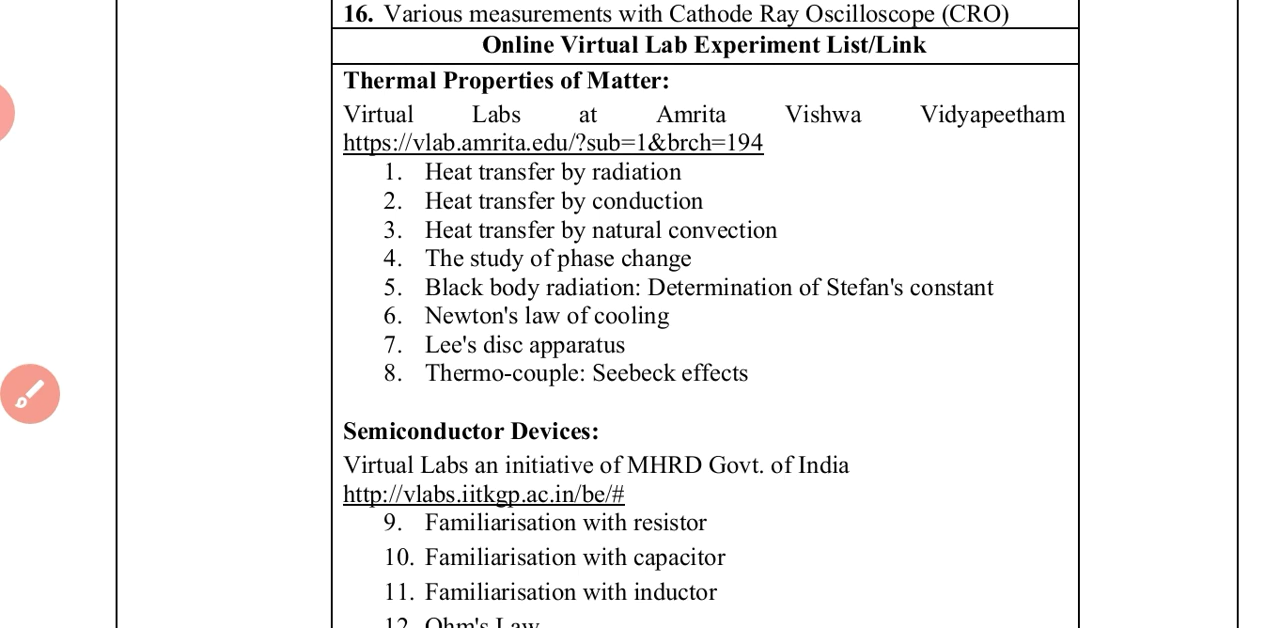 16. Various measurements with Cathode Ray Oscilloscope (CRO)
Online Virtual Lab Experiment List/Link
Thermal Properties of Matter:
Virtual Labs at Amrita Vishwa Vidyapeetham
https://vlab.amrita.edu/?sub=1&brch=194
1. Heat transfer by radiation
2. Heat transfer by conduction
3. Heat transfer by natural convection
4. The study of phase change
5. Black body radiation: Determination of Stefan's constant
6. Newton's law of cooling
7. Lee's disc apparatus
8. Thermo-couple: Seebeck effects
Semiconductor Devices:
Virtual Labs an initiative of MHRD Govt. of India
http://vlabs.iitkgp.ac.in/be/#
9. Familiarisation with resistor
10. Familiarisation with capacitor
11. Familiarisation with inductor
12. Ohm's Law